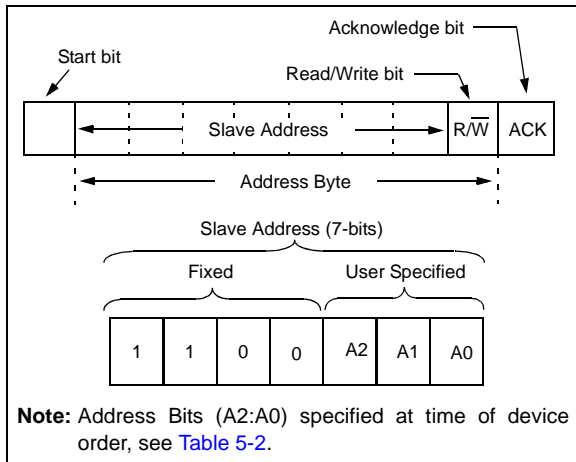 Acknowledge bit
Start bit
Read/Write bit
Slave Address
R/W̅
ACK
Address Byte
Slave Address (7-bits)
Fixed
User Specified
1 1 0 0 A2 A1 A0
Note: Address Bits (A2:A0) specified at time of device
order, see Table 5-2.